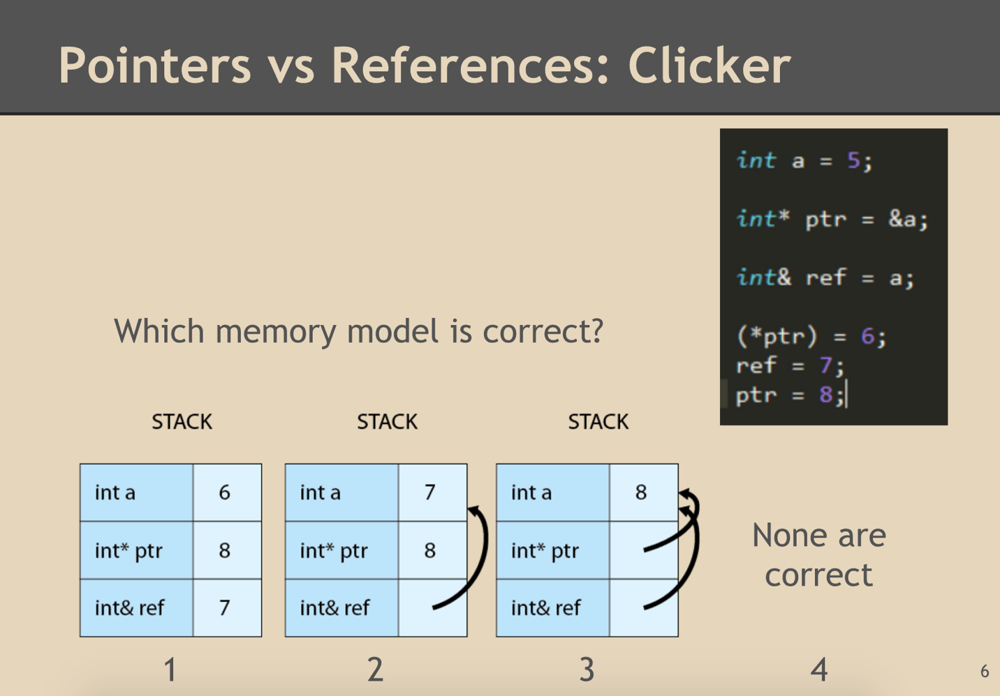 Pointers vs References: Clicker
int a = 5;
int* ptr = &a;
int& ref = a;
(*ptr) = 6;
ref = 7;
ptr = 8;
Which memory model is correct?
STACK
int a 6
int* ptr 8
int& ref 7
1
STACK
int a 7
int* ptr 8
int& ref
2
STACK
int a 8
int* ptr
int& ref
3
None are
correct
4
6